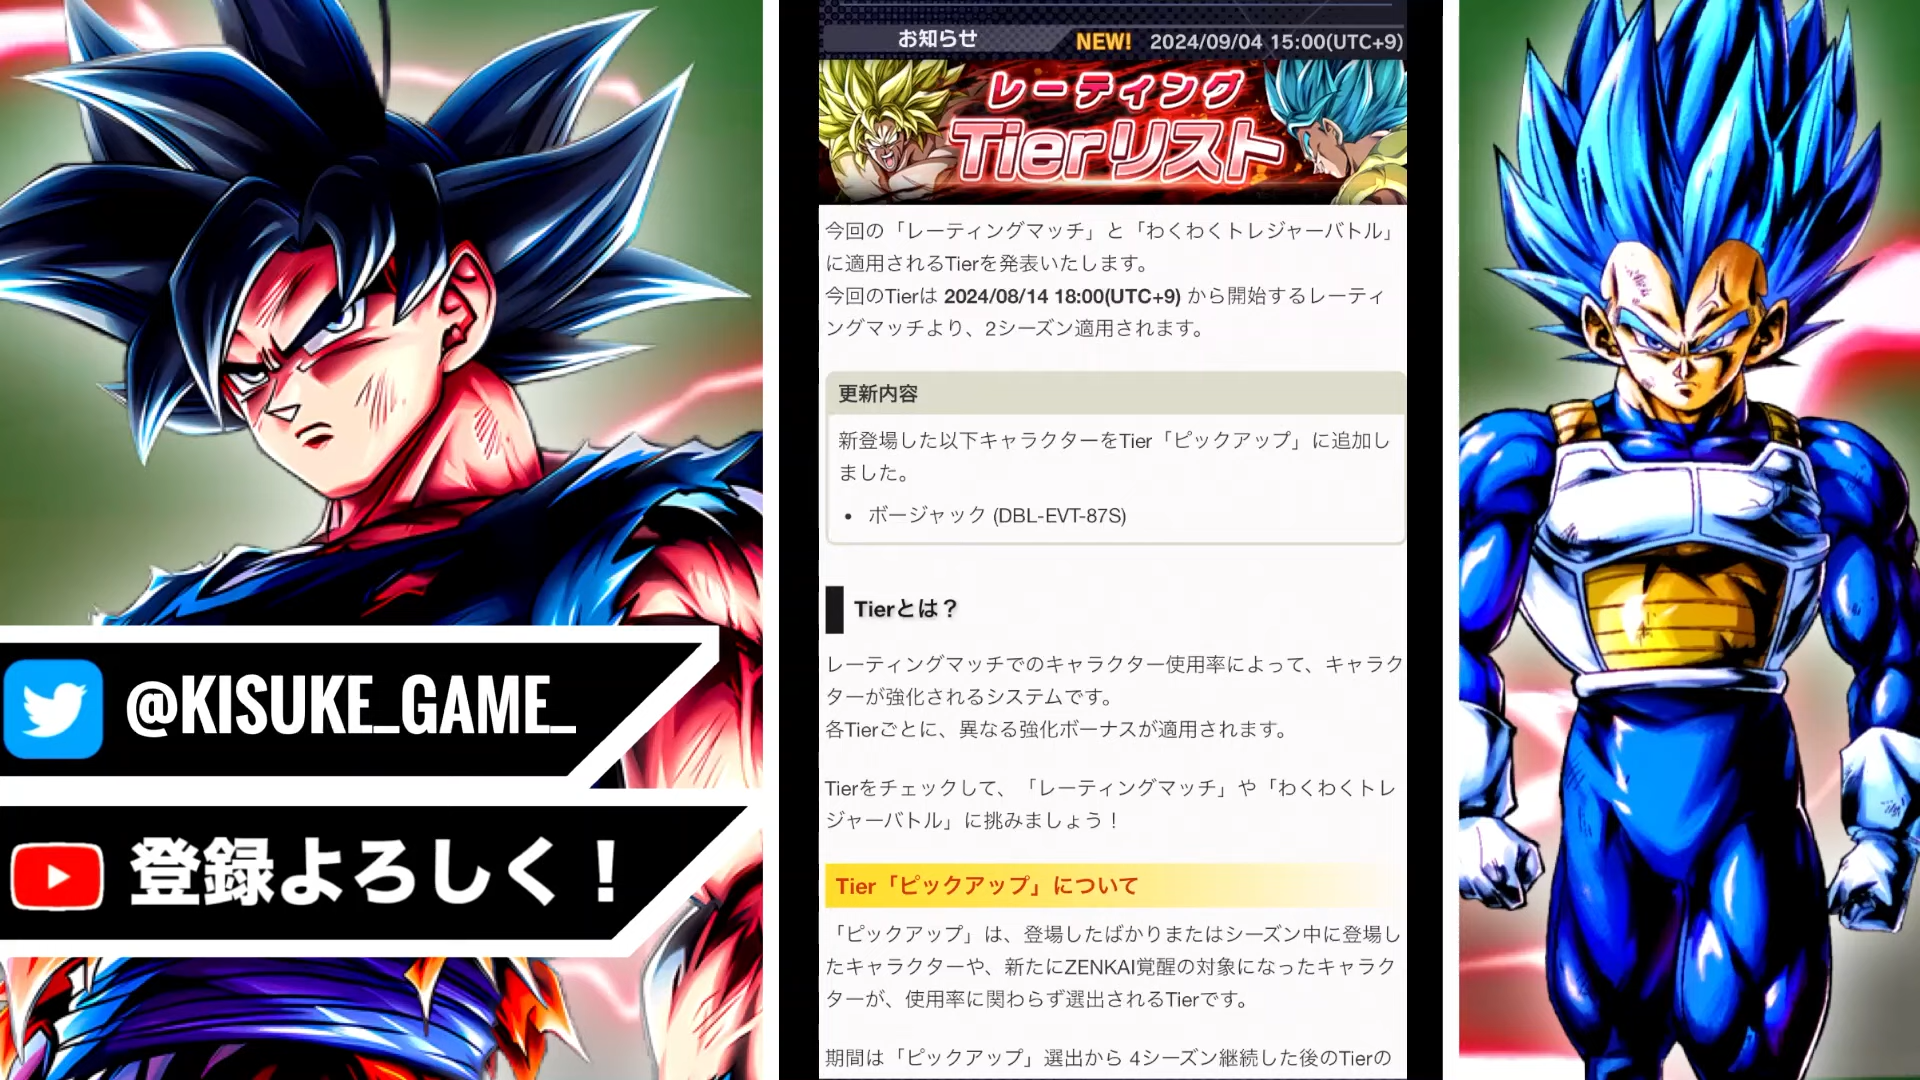 お知らせ
NEW! 2024/09/04 15:00(UTC+9)
レーティング
Tierリスト
今回の「レーティングマッチ」と「わくわくトレジャーバトル」
に適用されるTierを発表いたします。
今回のTierは 2024/08/14 18:00(UTC+9) から開始するレーティ
ングマッチより、2シーズン適用されます。
更新内容
新登場した以下キャラクターをTier「ピックアップ」に追加し
ました。
• ボージャック (DBL-EVT-87S)
Tierとは？
レーティングマッチでのキャラクター使用率によって、キャラク
ターが強化されるシステムです。
各Tierごとに、異なる強化ボーナスが適用されます。
Tierをチェックして、「レーティングマッチ」や「わくわくトレ
ジャーバトル」に挑みましょう！
Tier「ピックアップ」について
「ピックアップ」は、登場したばかりまたはシーズン中に登場し
たキャラクターや、新たにZENKAI覚醒の対象になったキャラク
ターが、使用率に関わらず選出されるTierです。
期間は「ピックアップ」選出から 4シーズン継続した後のTierの
@KISUKE_GAME_
登録よろしく！